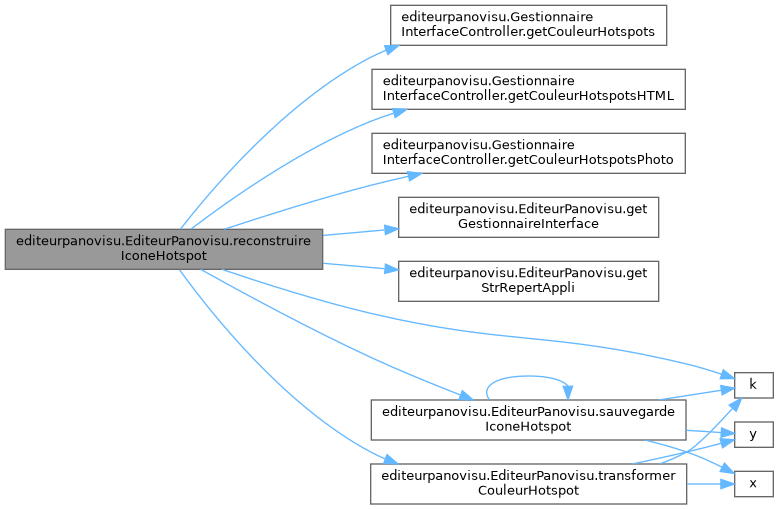 editeurpanovisu.Gestionnaire
InterfaceController.getCouleurHotspots
editeurpanovisu.Gestionnaire
InterfaceController.getCouleurHotspotsHTML
editeurpanovisu.Gestionnaire
InterfaceController.getCouleurHotspotsPhoto
editeurpanovisu.EditeurPanovisu.reconstruire
IconeHotspot
editeurpanovisu.EditeurPanovisu.get
GestionnaireInterface
editeurpanovisu.EditeurPanovisu.get
StrRepertAppli
k
editeurpanovisu.EditeurPanovisu.sauvegarde
IconeHotspot
y
editeurpanovisu.EditeurPanovisu.transformer
CouleurHotspot
x